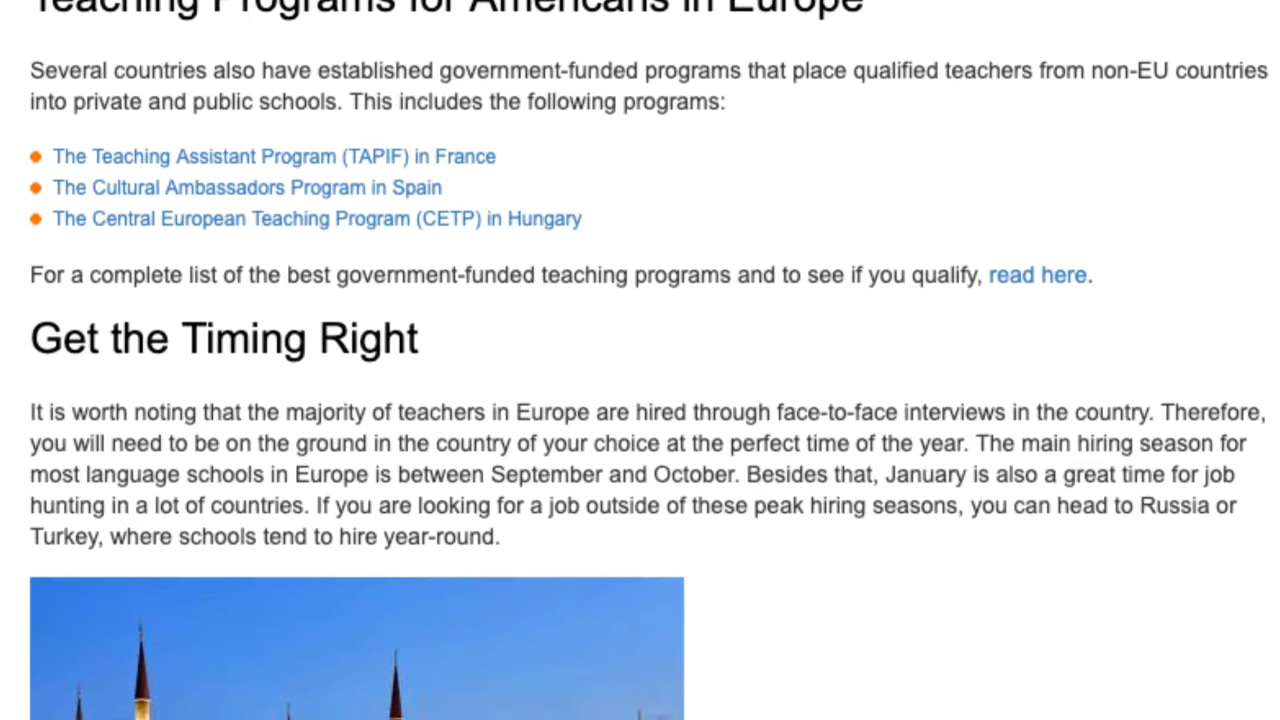 Teaching Programs for Americans in Europe
Several countries also have established government-funded programs that place qualified teachers from non-EU countries
into private and public schools. This includes the following programs:
The Teaching Assistant Program (TAPIF) in France
The Cultural Ambassadors Program in Spain
The Central European Teaching Program (CETP) in Hungary
For a complete list of the best government-funded teaching programs and to see if you qualify, read here.
Get the Timing Right
It is worth noting that the majority of teachers in Europe are hired through face-to-face interviews in the country. Therefore,
you will need to be on the ground in the country of your choice at the perfect time of the year. The main hiring season for
most language schools in Europe is between September and October. Besides that, January is also a great time for job
hunting in a lot of countries. If you are looking for a job outside of these peak hiring seasons, you can head to Russia or
Turkey, where schools tend to hire year-round.